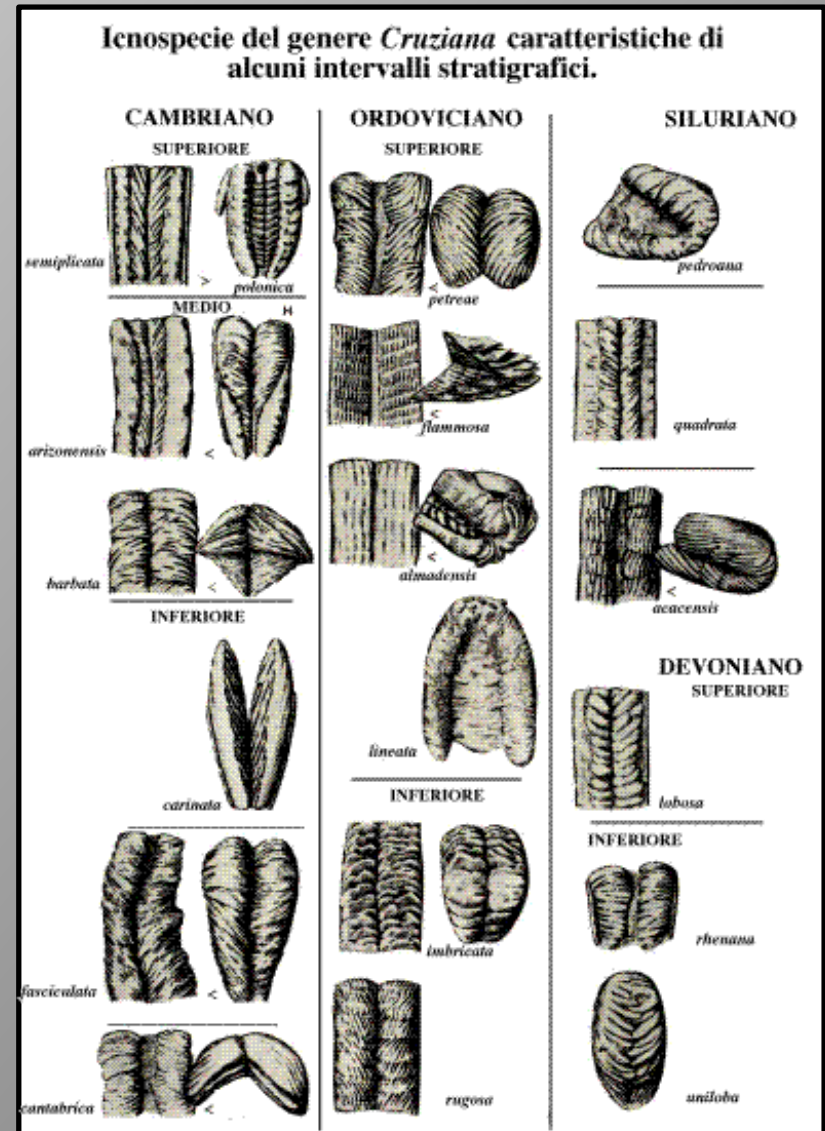 Icnospecie del genere Cruziana caratteristiche di
alcuni intervalli stratigrafici.
CAMBRIANO
SUPERIORE
semiplicata
>
polonica
MEDIO
H
arizonensis
<
barbata
<
INFERIORE
carinata
fasciculata
<
cantabrica
<
ORDOVICIANO
SUPERIORE
<
petreae
<
flammosa
<
almadensis
lineata
INFERIORE
imbricata
rugosa
SILURIANO
pedroana
quadrata
<
acacensis
DEVONIANO
SUPERIORE
lobosa
INFERIORE
rhenana
uniloba